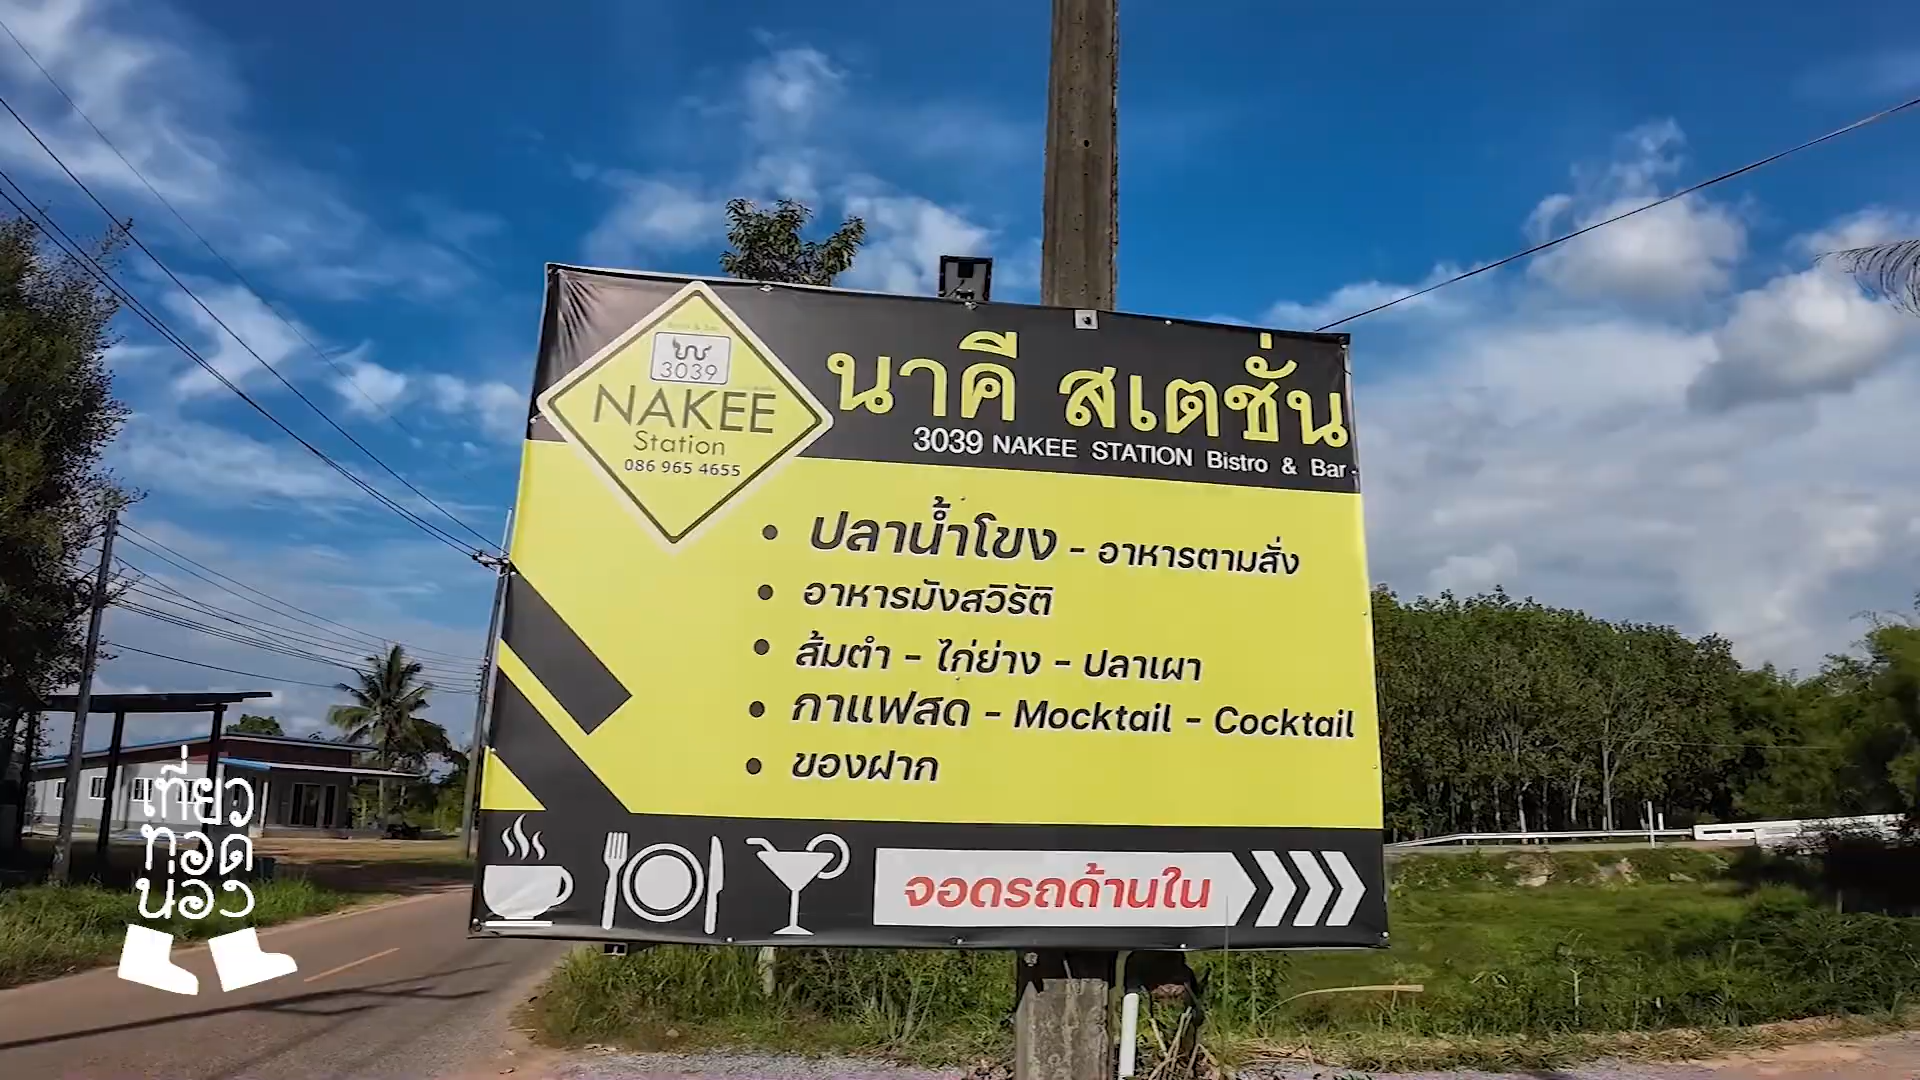 3039
NAKEE
Station
086 965 4655
นาคี สเตชั่น
3039 NAKEE STATION Bistro & Bar
• ปลาน้ำโขง - อาหารตามสั่ง
• อาหารมังสวิรัติ
• ส้มตำ - ไก่ย่าง - ปลาเผา
• กาแฟสด - Mocktail - Cocktail
• ของฝาก
จอดรถด้านใน
เที่ยว
ทอด
น่อง